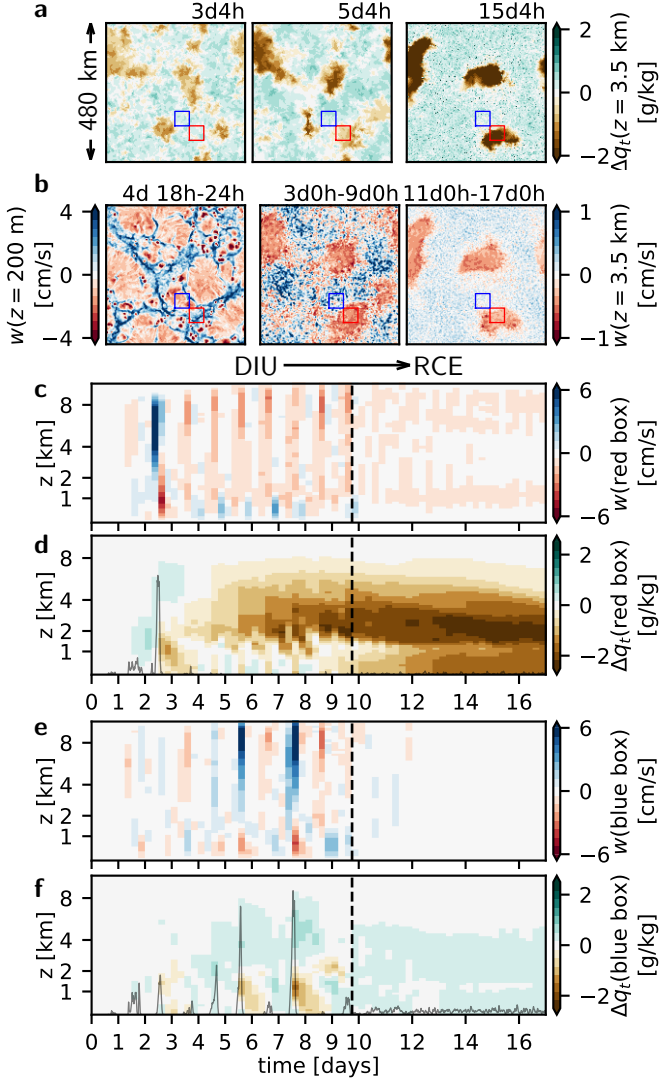 a
3d4h
5d4h
15d4h
480 km
2
0
−2
Δqt(z = 3.5 km)
[g/kg]
b
4d 18h-24h
3d0h-9d0h
11d0h-17d0h
w(z = 200 m)
[cm/s]
4
2
0
−2
−4
1
0
−1
w(z = 3.5 km)
[cm/s]
DIU
RCE
c
z [km]
8
4
2
1
6
0
−6
w(red box)
[cm/s]
d
z [km]
8
4
2
1
2
0
−2
Δqt(red box)
[g/kg]
0 1 2 3 4 5 6 7 8 9 10 12 14 16
e
z [km]
8
4
2
1
6
0
−6
w(blue box)
[cm/s]
f
z [km]
8
4
2
1
2
0
−2
Δqt(blue box)
[g/kg]
0 1 2 3 4 5 6 7 8 9 10 12 14 16
time [days]